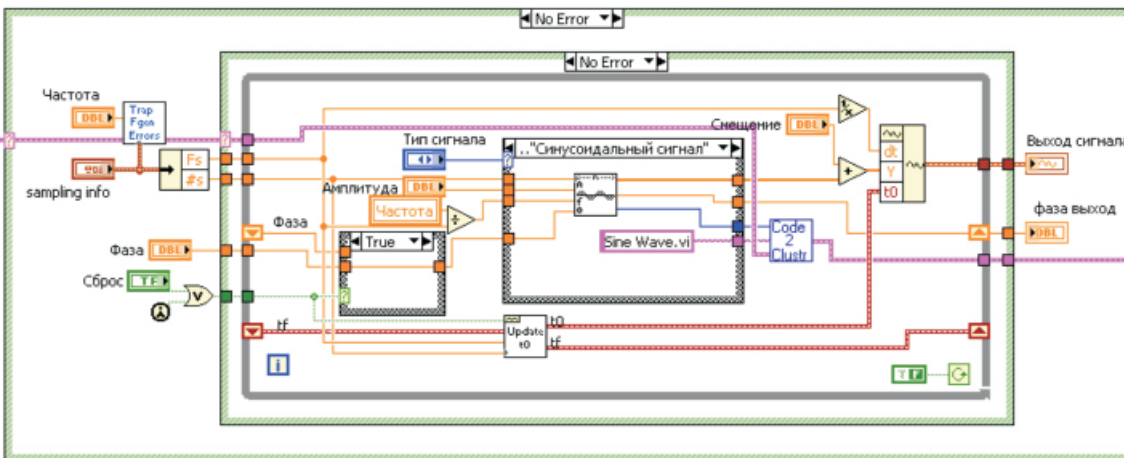 No Error
No Error
Частота
DBL
Trap
Fgen
Errors
sampling info
Fs
#s
Тип сигнала
.."Синусоидальный сигнал"
Смещение
DBL
1/x
dt
Y
t0
Выход сигнала
Амплитуда
DBL
Частота
÷
+
Фаза
Фаза
DBL
True
Sine Wave.vi
Code
2
Clustr
фаза выход
DBL
Сброс
TF
V
tf
Update
t0
t0
tf
i
T F